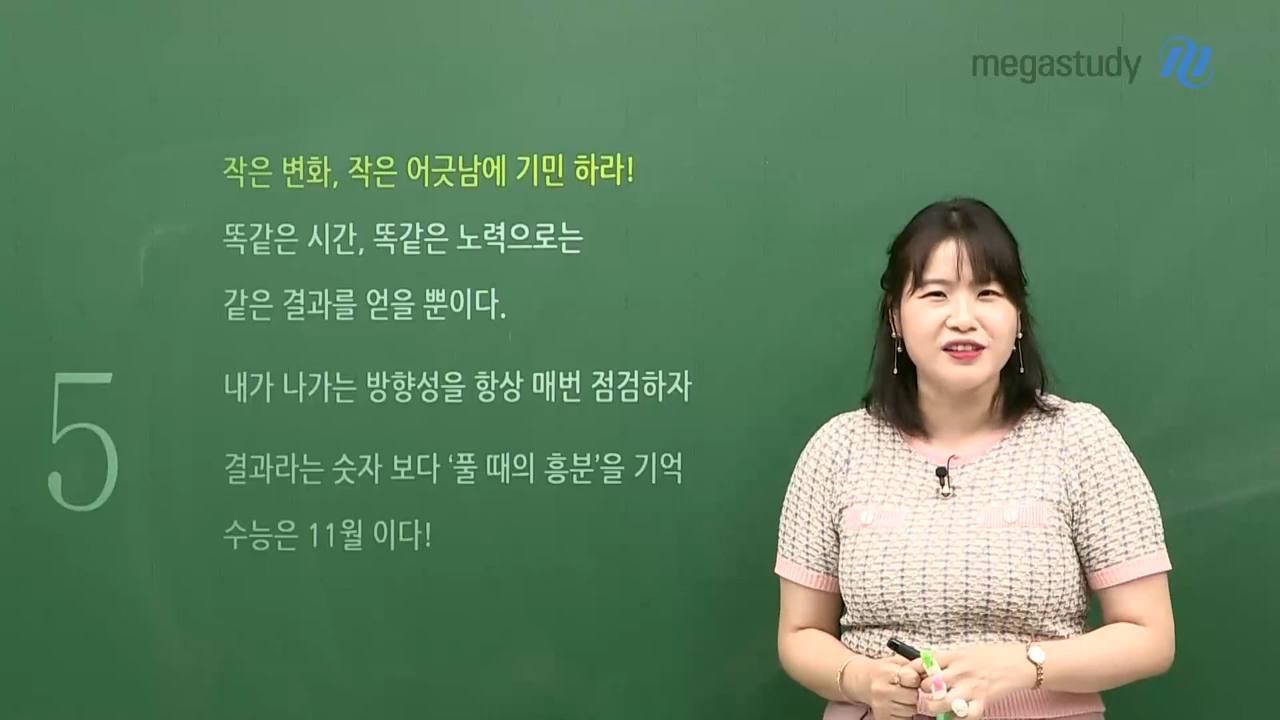 megastudy
작은 변화, 작은 어긋남에 기민 하라!
똑같은 시간, 똑같은 노력으로는
같은 결과를 얻을 뿐이다.
5
내가 나가는 방향성을 항상 매번 점검하자
결과라는 숫자 보다 ‘풀 때의 흥분’을 기억
수능은 11월 이다!